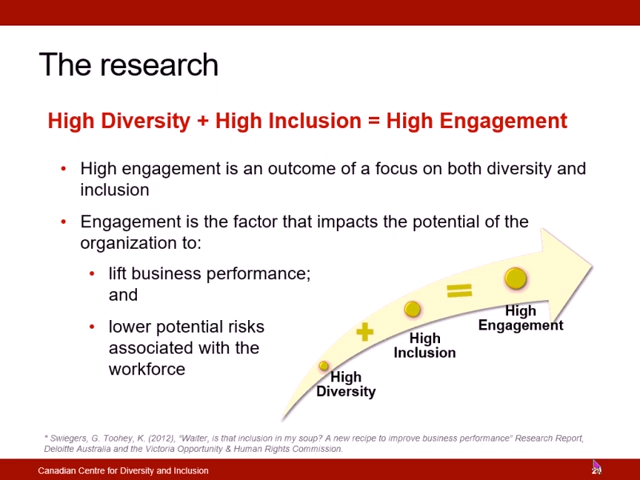 The research
High Diversity + High Inclusion = High Engagement
• High engagement is an outcome of a focus on both diversity and
inclusion
• Engagement is the factor that impacts the potential of the
organization to:
• lift business performance;
and
• lower potential risks
associated with the
workforce
+
=
High
Engagement
High
Inclusion
High
Diversity
* Swiegers, G. Toohey, K. (2012), “Waiter, is that inclusion in my soup? A new recipe to improve business performance” Research Report,
Deloitte Australia and the Victoria Opportunity & Human Rights Commission.
Canadian Centre for Diversity and Inclusion